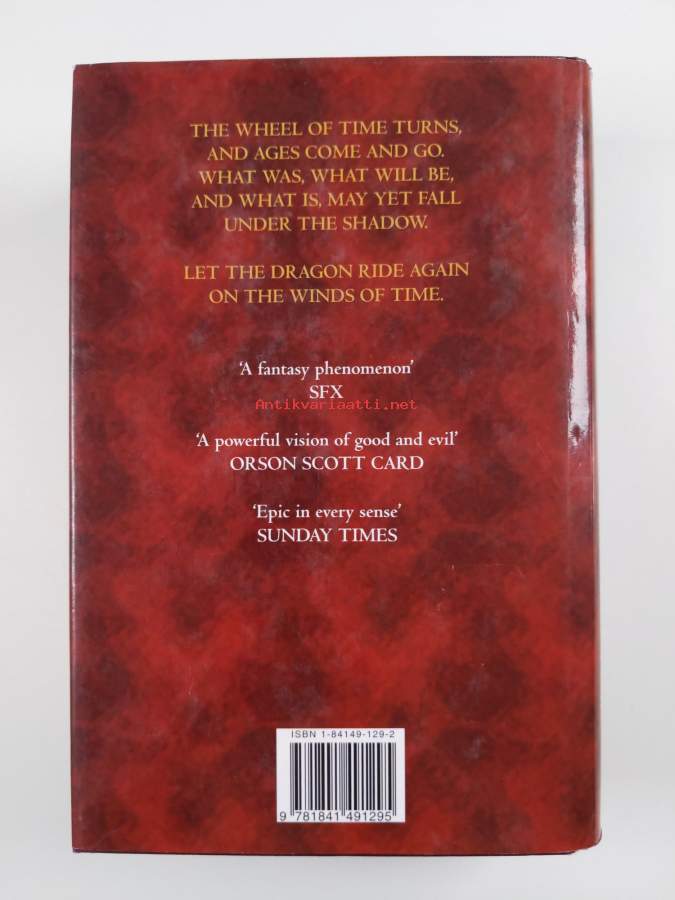 THE WHEEL OF TIME TURNS,
AND AGES COME AND GO.
WHAT WAS, WHAT WILL BE,
AND WHAT IS, MAY YET FALL
UNDER THE SHADOW.
LET THE DRAGON RIDE AGAIN
ON THE WINDS OF TIME.
‘A fantasy phenomenon’
SFX
Antikvariaatti.net
‘A powerful vision of good and evil’
ORSON SCOTT CARD
‘Epic in every sense’
SUNDAY TIMES
ISBN 1-84149-129-2
9 781841 491295